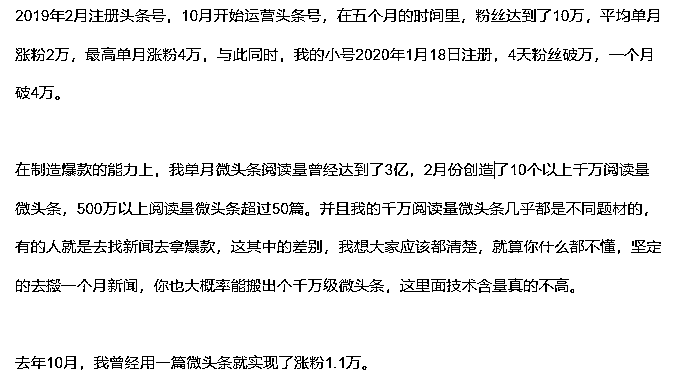 2019年2月注册头条号，10月开始运营头条号，在五个月的时间里，粉丝达到了10万，平均单月
涨粉2万，最高单月涨粉4万，与此同时，我的小号2020年1月18日注册，4天粉丝破万，一个月
破4万。
在制造爆款的能力上，我单月微头条阅读量曾经达到了3亿，2月份创造了10个以上千万阅读量
微头条，500万以上阅读量微头条超过50篇。并且我的千万阅读量微头条几乎都是不同题材的，
有的人就是去找新闻去拿爆款，这其中的差别，我想大家应该都清楚，就算你什么都不懂，坚定
的去搬一个月新闻，你也大概率能搬出个千万级微头条，这里面技术含量真的不高。
去年10月，我曾经用一篇微头条就实现了涨粉1.1万。